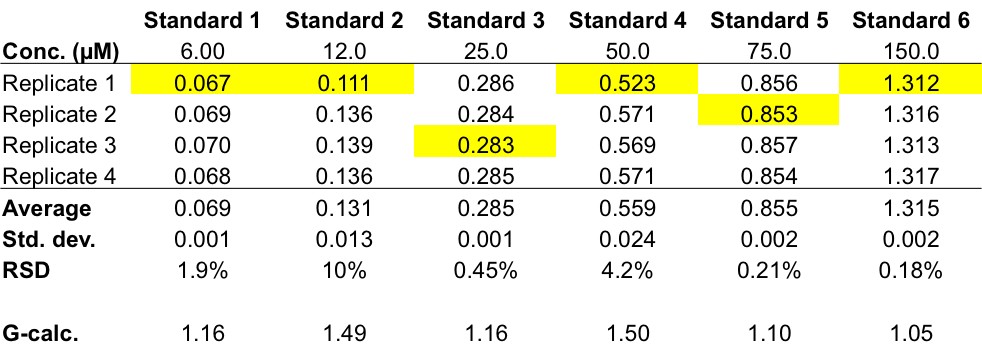 Standard 1 Standard 2 Standard 3 Standard 4 Standard 5 Standard 6
Conc. (µM) 6.00 12.0 25.0 50.0 75.0 150.0
Replicate 1 0.067 0.111 0.286 0.523 0.856 1.312
Replicate 2 0.069 0.136 0.284 0.571 0.853 1.316
Replicate 3 0.070 0.139 0.283 0.569 0.857 1.313
Replicate 4 0.068 0.136 0.285 0.571 0.854 1.317
Average 0.069 0.131 0.285 0.559 0.855 1.315
Std. dev. 0.001 0.013 0.001 0.024 0.002 0.002
RSD 1.9% 10% 0.45% 4.2% 0.21% 0.18%
G-calc. 1.16 1.49 1.16 1.50 1.10 1.05